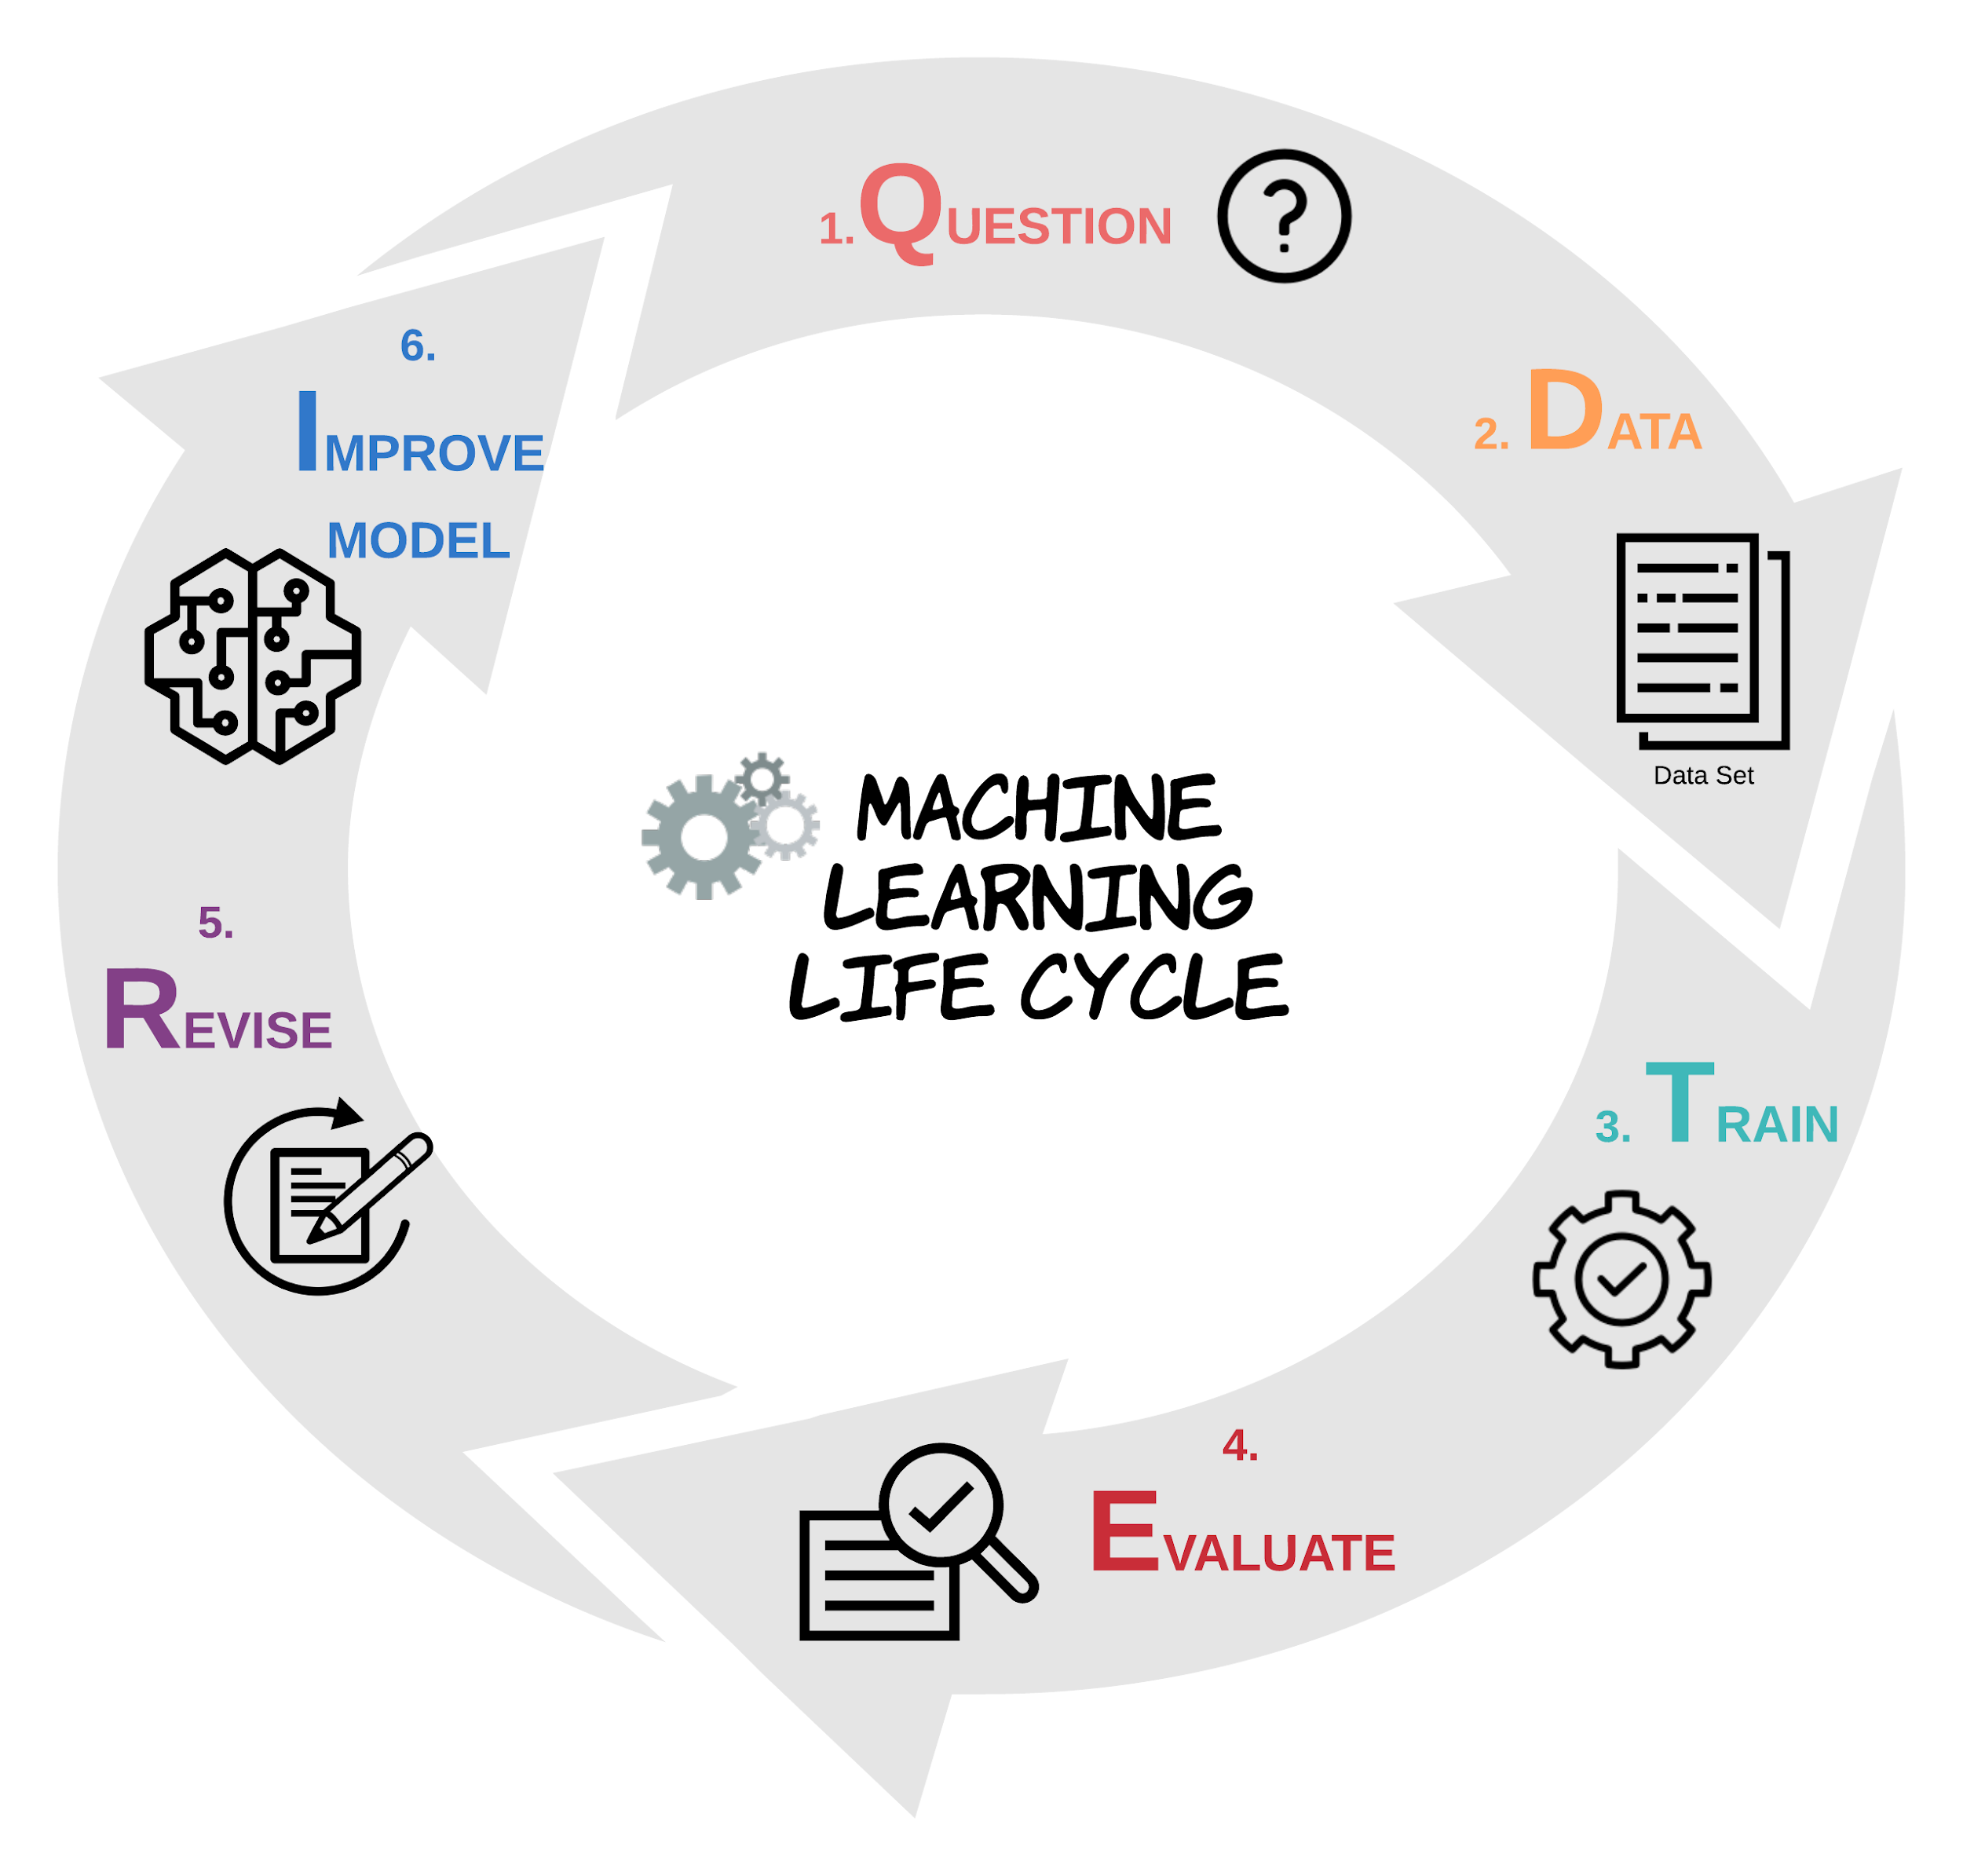 1. QUESTION
2. DATA
Data Set
3. TRAIN
4.
EVALUATE
5.
REVISE
6.
IMPROVE
MODEL
MACHINE
LEARNING
LIFE CYCLE